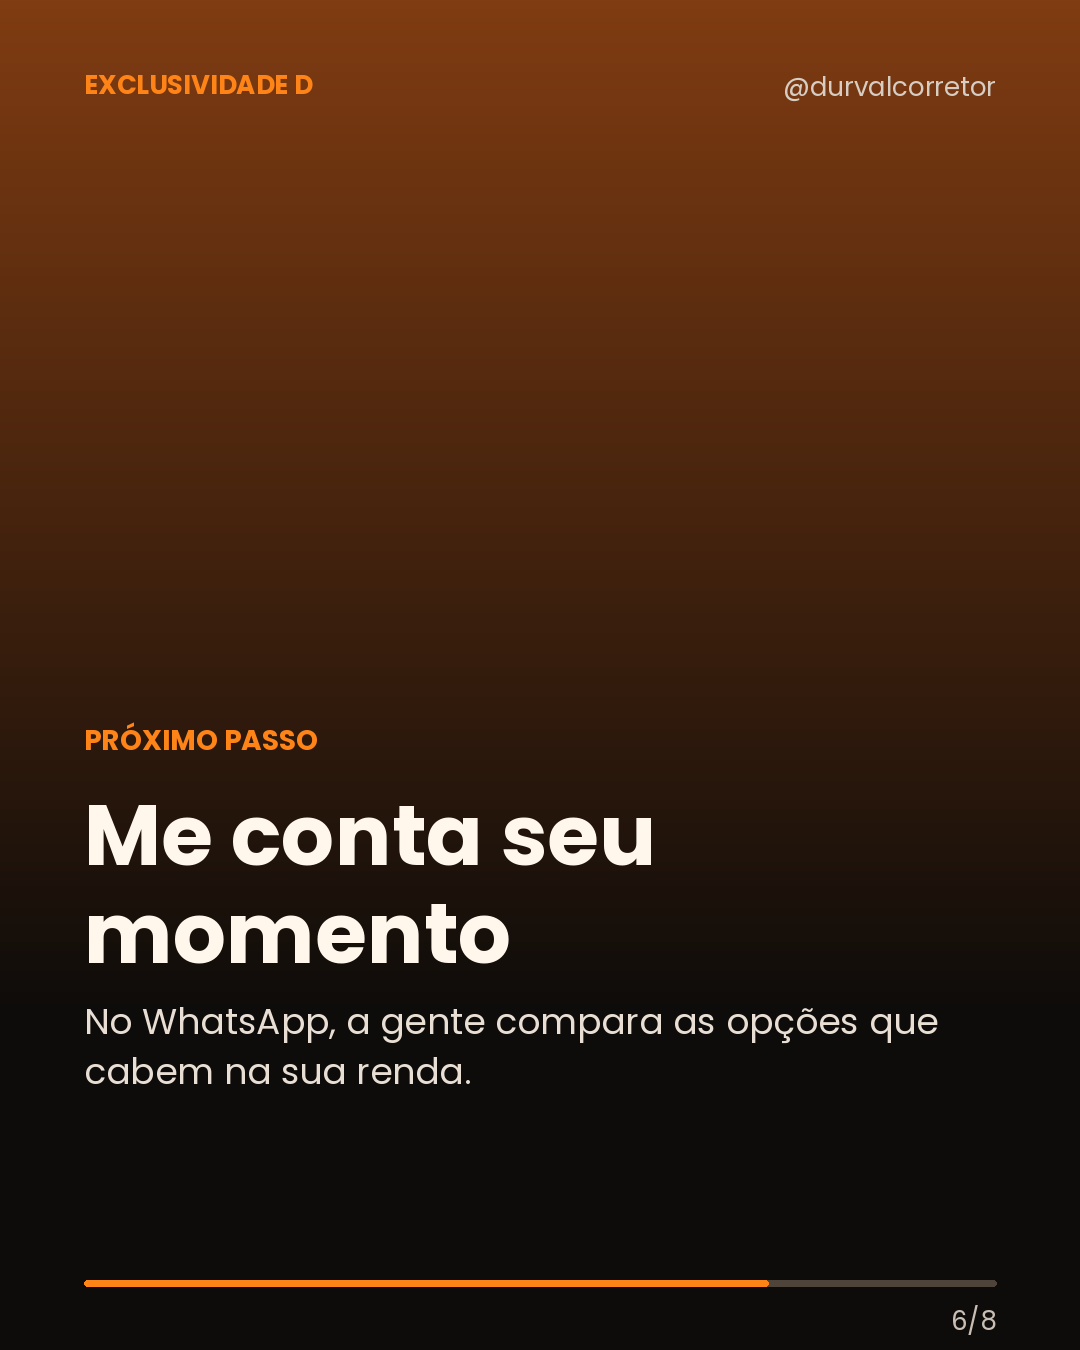 EXCLUSIVIDADE D
@durvalcorretor
PRÓXIMO PASSO
Me conta seu
momento
No WhatsApp, a gente compara as opções que
cabem na sua renda.
6/8